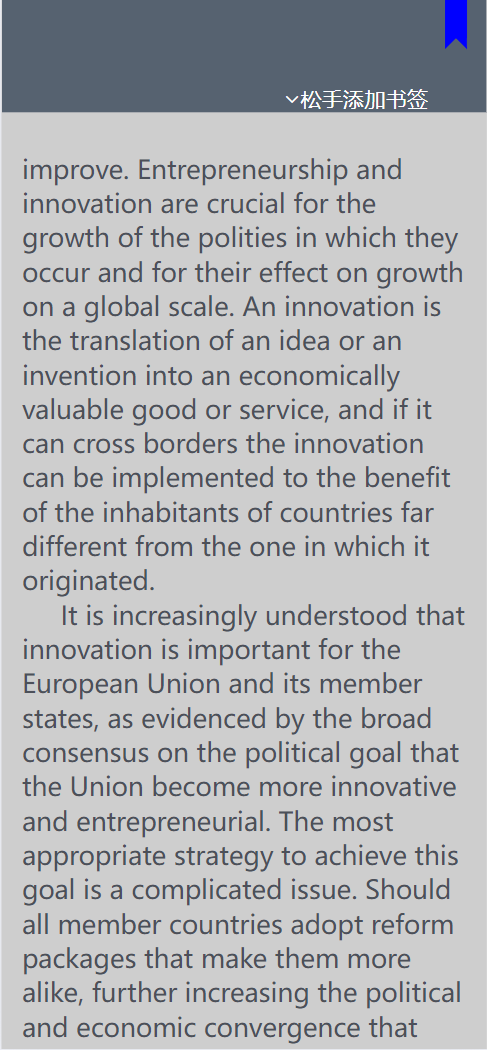 松手添加书签
improve. Entrepreneurship and
innovation are crucial for the
growth of the polities in which they
occur and for their effect on growth
on a global scale. An innovation is
the translation of an idea or an
invention into an economically
valuable good or service, and if it
can cross borders the innovation
can be implemented to the benefit
of the inhabitants of countries far
different from the one in which it
originated.
It is increasingly understood that
innovation is important for the
European Union and its member
states, as evidenced by the broad
consensus on the political goal that
the Union become more innovative
and entrepreneurial. The most
appropriate strategy to achieve this
goal is a complicated issue. Should
all member countries adopt reform
packages that make them more
alike, further increasing the political
and economic convergence that